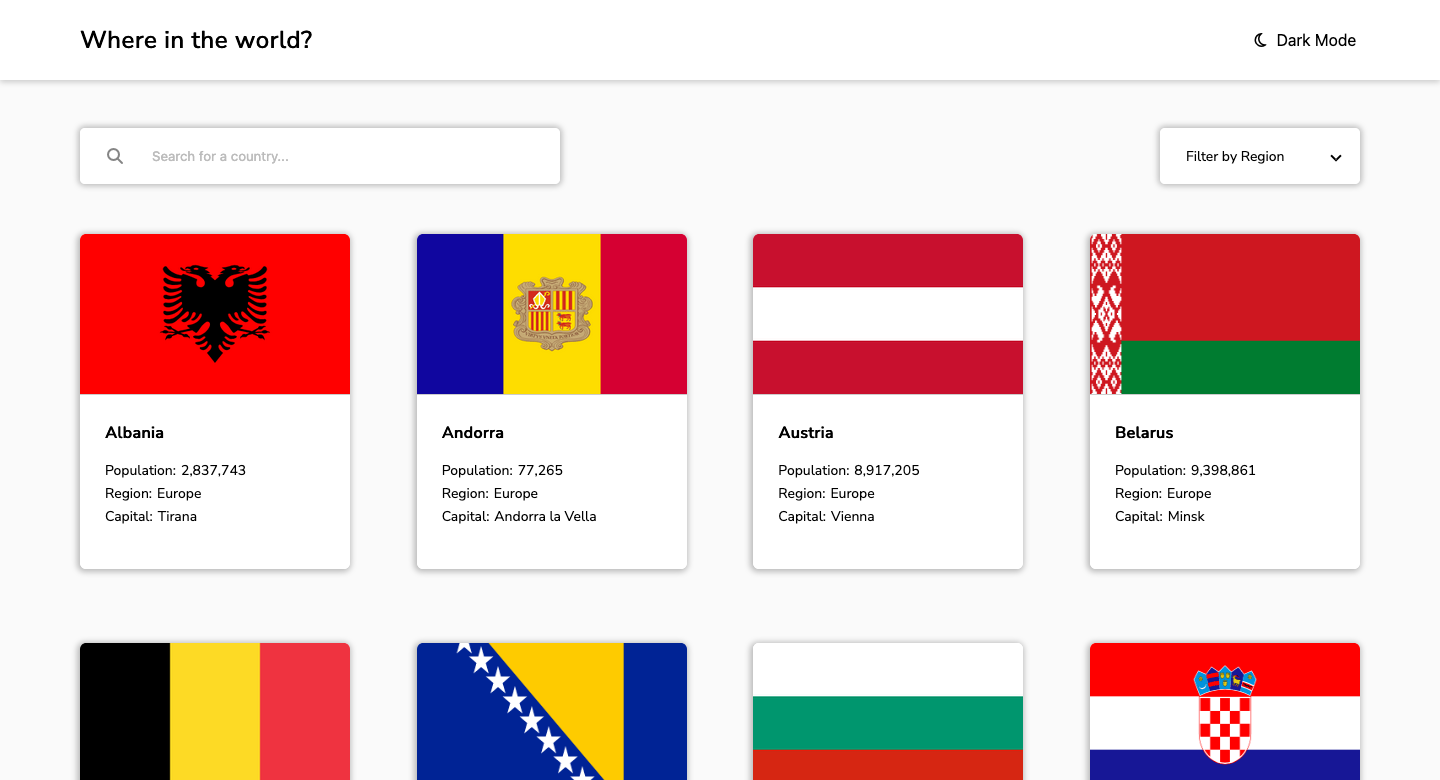 Where in the world?
Dark Mode
Search for a country...
Filter by Region
Albania
Population: 2,837,743
Region: Europe
Capital: Tirana
Andorra
Population: 77,265
Region: Europe
Capital: Andorra la Vella
Austria
Population: 8,917,205
Region: Europe
Capital: Vienna
Belarus
Population: 9,398,861
Region: Europe
Capital: Minsk